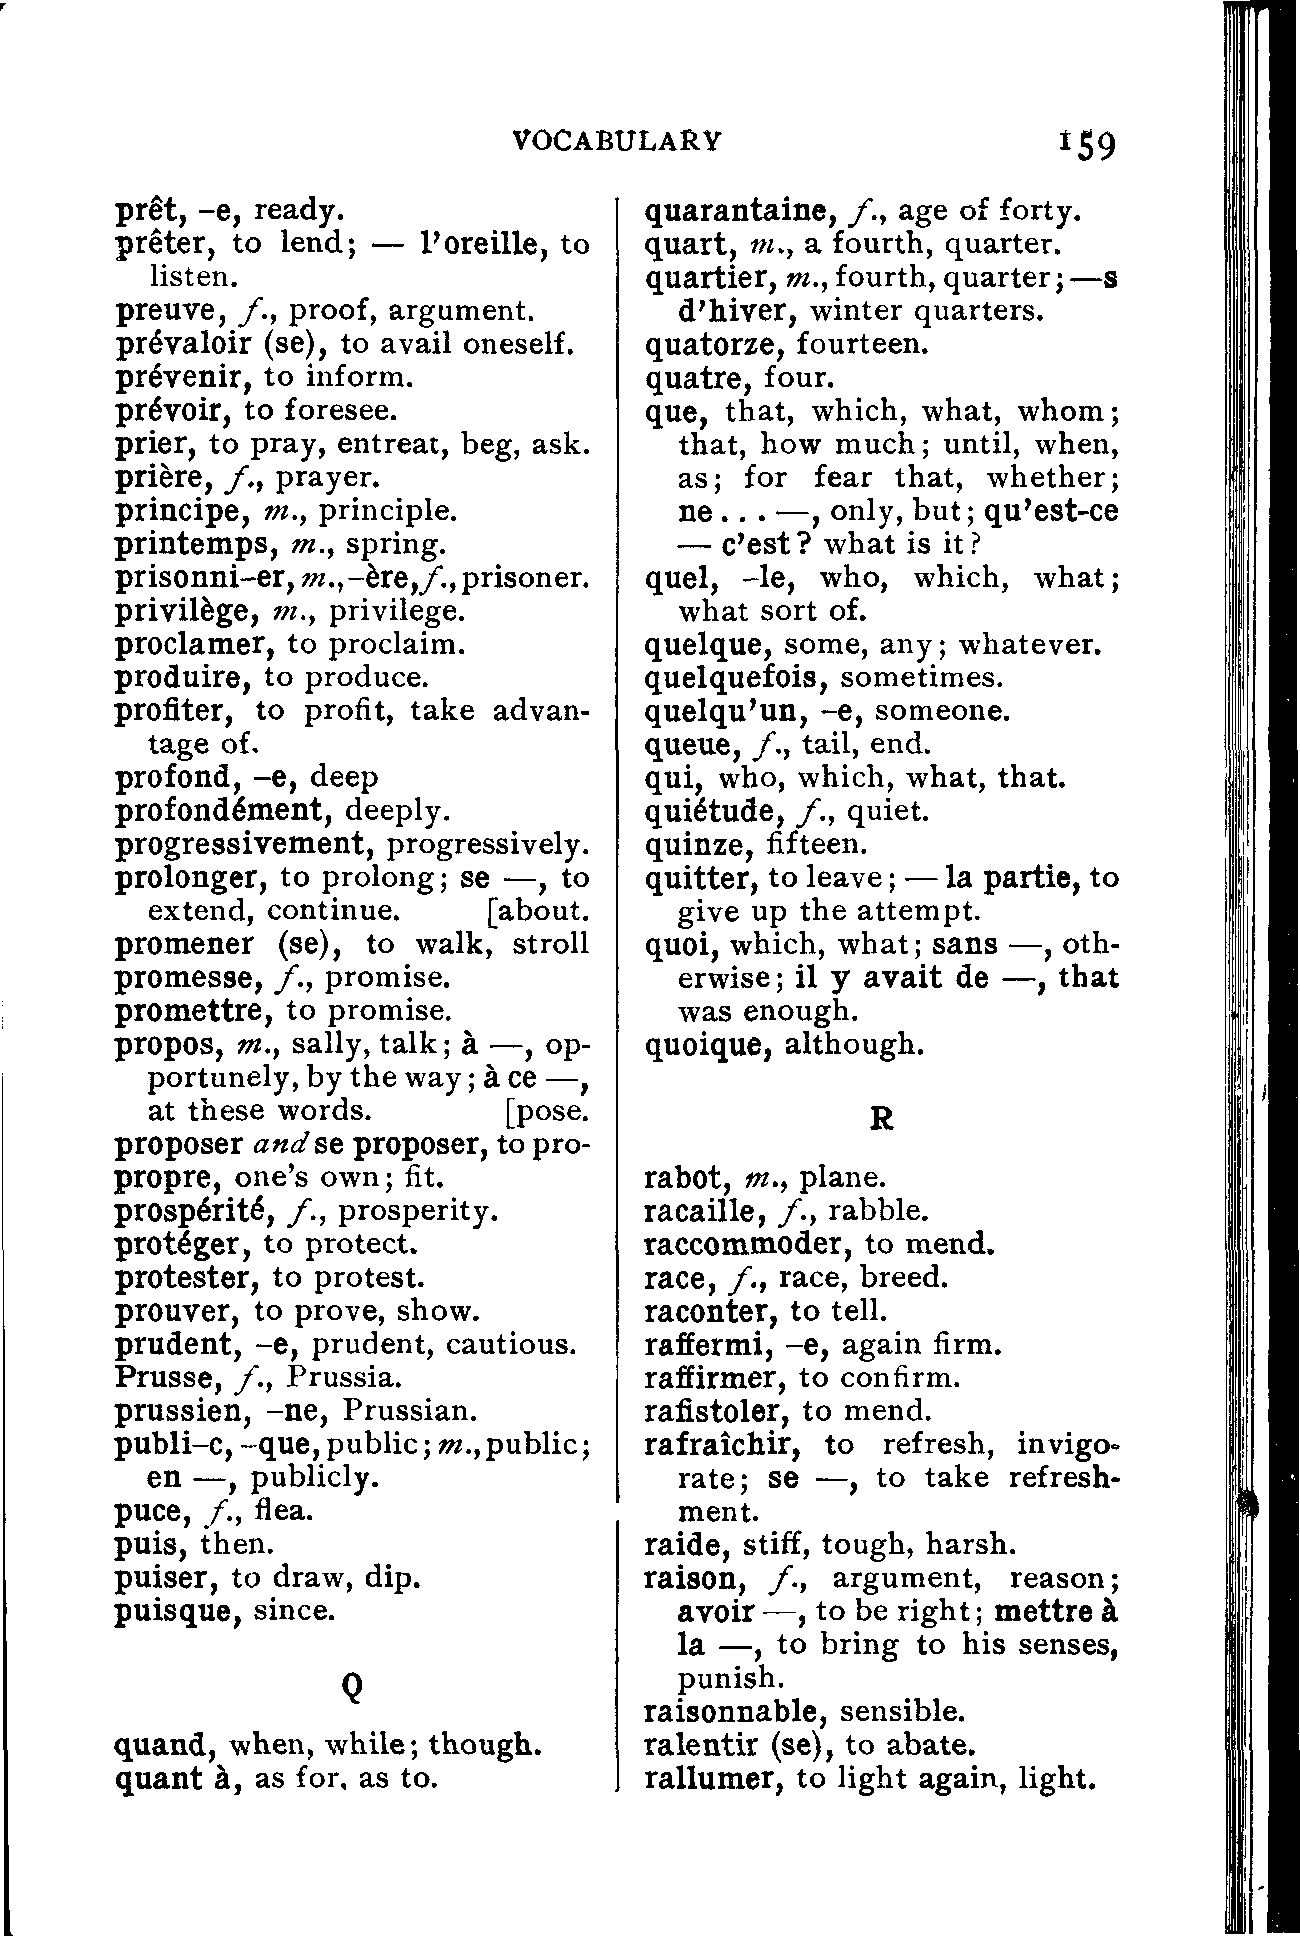 VOCABULARY 159
prêt, –e, ready.
prêter, to lend; — l'oreille, to
listen.
preuve, f., proof, argument.
prévaloir (se), to avail oneself.
prévenir, to inform.
prévoir, to foresee.
prier, to pray, entreat, beg, ask.
prière, f., prayer.
principe, m., principle.
printemps, m., spring.
prisonni–er, m., –ère, f., prisoner.
privilège, m., privilege.
proclamer, to proclaim.
produire, to produce.
profiter, to profit, take advan-
tage of.
profond, –e, deep
profondément, deeply.
progressivement, progressively.
prolonger, to prolong; se —, to
extend, continue. [about.
promener (se), to walk, stroll
promesse, f., promise.
promettre, to promise.
propos, m., sally, talk; à —, op-
portunely, by the way; à ce —,
at these words. [pose.
proposer and se proposer, to pro-
propre, one's own; fit.
prospérité, f., prosperity.
protéger, to protect.
protester, to protest.
prouver, to prove, show.
prudent, –e, prudent, cautious.
Prusse, f., Prussia.
prussien, –ne, Prussian.
publi–c, –que, public; m., public;
en —, publicly.
puce, f., flea.
puis, then.
puiser, to draw, dip.
puisque, since.
Q
quand, when, while; though.
quant à, as for, as to.
quarantaine, f., age of forty.
quart, m., a fourth, quarter.
quartier, m., fourth, quarter; —s
d'hiver, winter quarters.
quatorze, fourteen.
quatre, four.
que, that, which, what, whom;
that, how much; until, when,
as; for fear that, whether;
ne . . . —, only, but; qu'est-ce
— c'est? what is it?
quel, –le, who, which, what;
what sort of.
quelque, some, any; whatever.
quelquefois, sometimes.
quelqu'un, –e, someone.
queue, f., tail, end.
qui, who, which, what, that.
quiétude, f., quiet.
quinze, fifteen.
quitter, to leave; — la partie, to
give up the attempt.
quoi, which, what; sans —, oth-
erwise; il y avait de —, that
was enough.
quoique, although.
R
rabot, m., plane.
racaille, f., rabble.
raccommoder, to mend.
race, f., race, breed.
raconter, to tell.
raffermi, –e, again firm.
raffirmer, to confirm.
rafistoler, to mend.
rafraîchir, to refresh, invigo-
rate; se —, to take refresh-
ment.
raide, stiff, tough, harsh.
raison, f., argument, reason;
avoir —, to be right; mettre à
la —, to bring to his senses,
punish.
raisonnable, sensible.
ralentir (se), to abate.
rallumer, to light again, light.